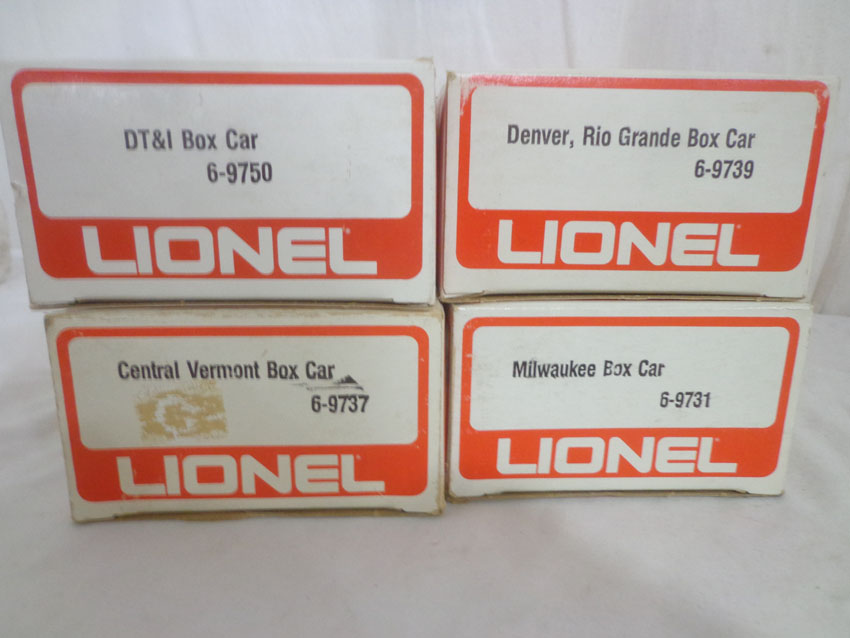 DT&I Box Car
6-9750
LIONEL
Denver, Rio Grande Box Car
6-9739
LIONEL
Central Vermont Box Car
6-9737
LIONEL
Milwaukee Box Car
6-9731
LIONEL